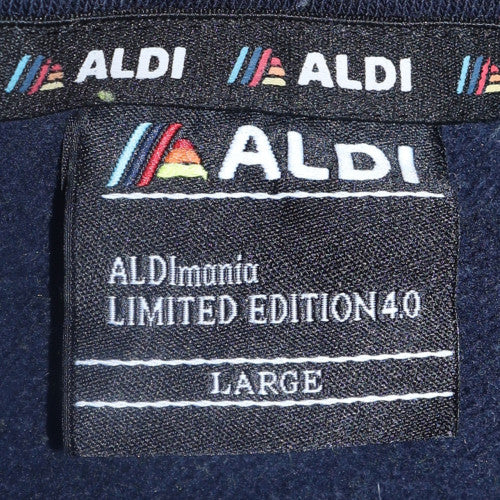 ALDI ALDI
ALDI
ALDImania
LIMITED EDITION 4.0
LARGE